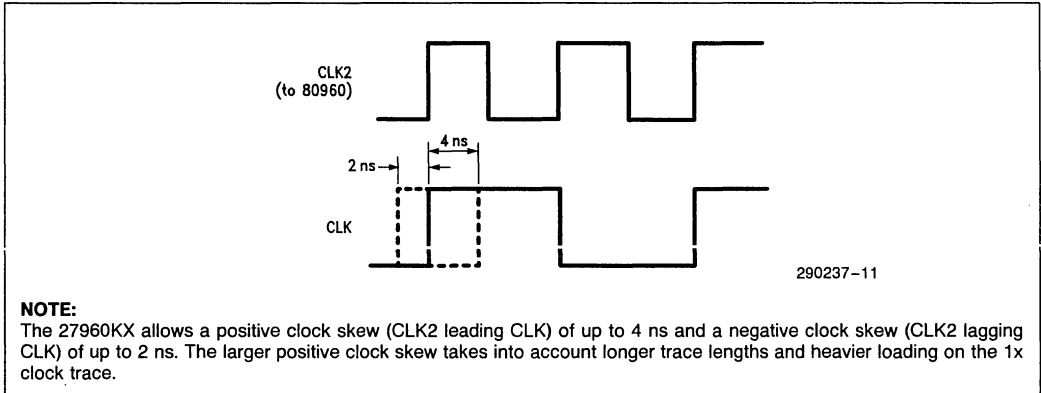 CLK2
(to 80960)
4 ns
2 ns
CLK
290237–11
NOTE:
The 27960KX allows a positive clock skew (CLK2 leading CLK) of up to 4 ns and a negative clock skew (CLK2 lagging
CLK) of up to 2 ns. The larger positive clock skew takes into account longer trace lengths and heavier loading on the 1x
clock trace.